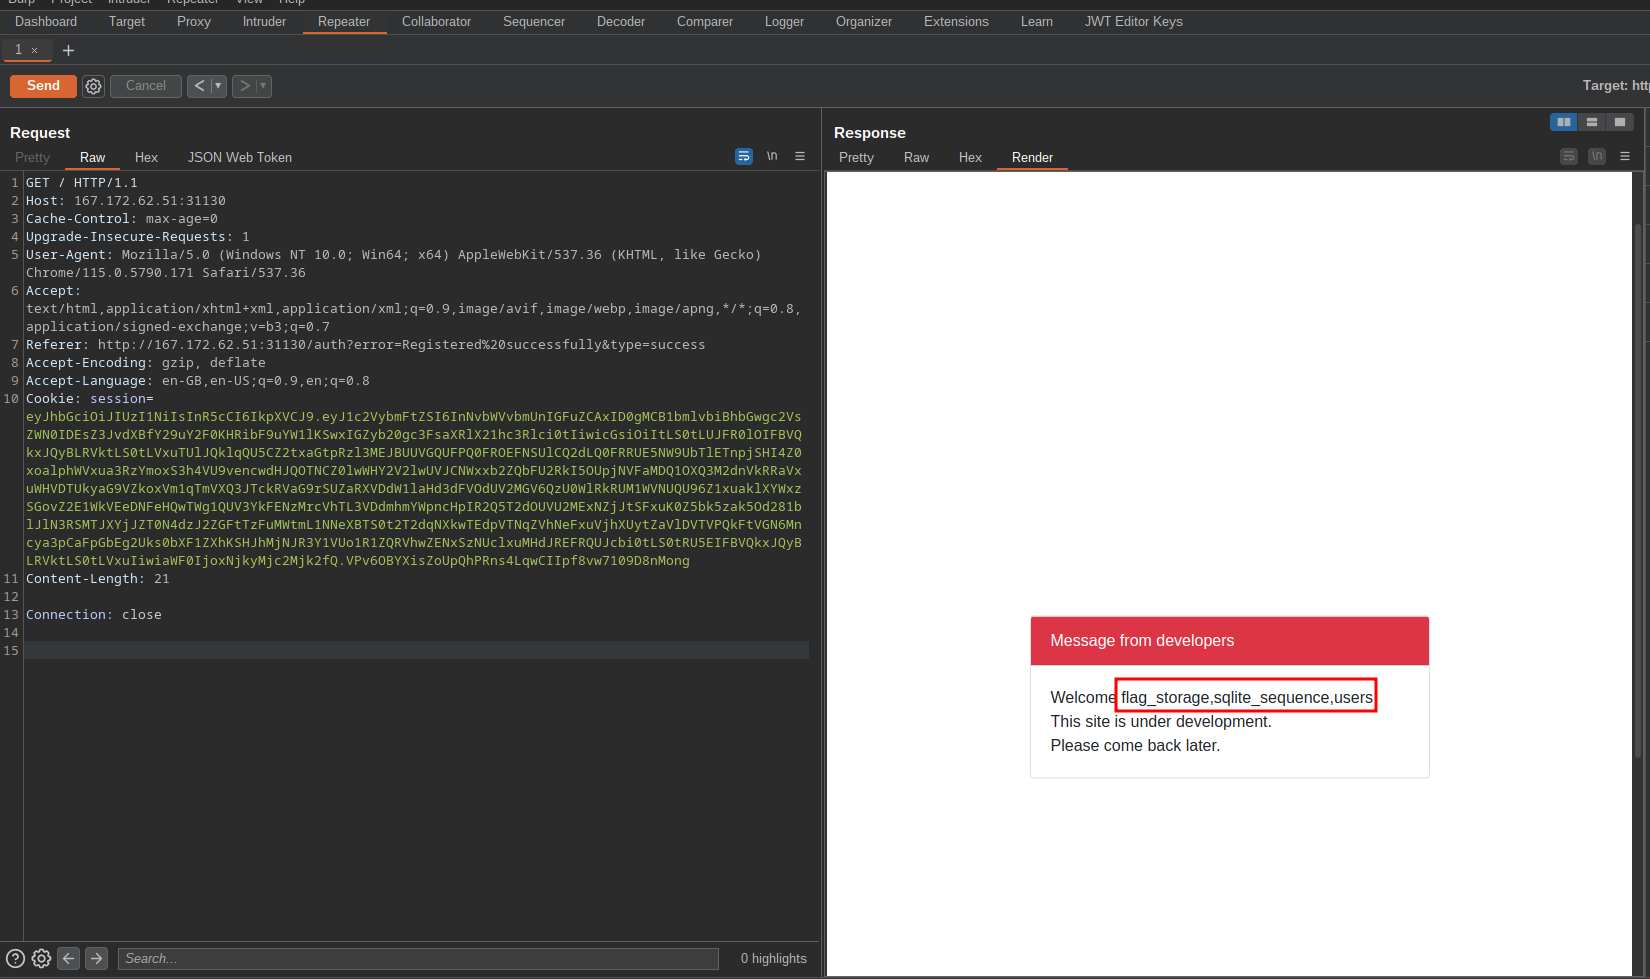 Burp Project Intruder Repeater View Help
Dashboard Target Proxy Intruder Repeater Collaborator Sequencer Decoder Comparer Logger Organizer Extensions Learn JWT Editor Keys
1 × +
Send Cancel < > Target: http
Request
Pretty Raw Hex JSON Web Token \n
1 GET / HTTP/1.1
2 Host: 167.172.62.51:31130
3 Cache-Control: max-age=0
4 Upgrade-Insecure-Requests: 1
5 User-Agent: Mozilla/5.0 (Windows NT 10.0; Win64; x64) AppleWebKit/537.36 (KHTML, like Gecko)
Chrome/115.0.5790.171 Safari/537.36
6 Accept:
text/html,application/xhtml+xml,application/xml;q=0.9,image/avif,image/webp,image/apng,*/*;q=0.8,
application/signed-exchange;v=b3;q=0.7
7 Referer: http://167.172.62.51:31130/auth?error=Registered%20successfully&type=success
8 Accept-Encoding: gzip, deflate
9 Accept-Language: en-GB,en-US;q=0.9,en;q=0.8
10 Cookie: session=
11 Content-Length: 21
12
13 Connection: close
14
15
Search...
0 highlights
Response
Pretty Raw Hex Render \n
Message from developers
Welcome flag_storage,sqlite_sequence,users
This site is under development.
Please come back later.